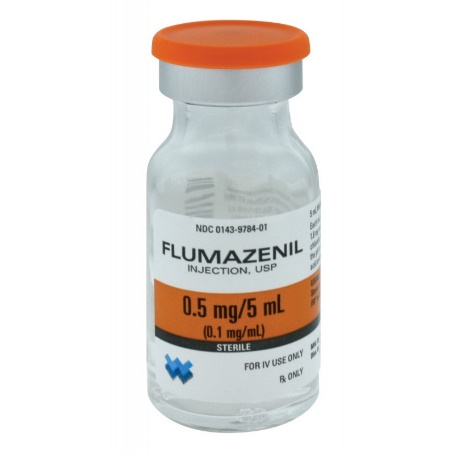 NDC 0143-9784-01
FLUMAZENIL
INJECTION, USP
0.5 mg/5 mL
(0.1 mg/mL)
STERILE
FOR IV USE ONLY
Rx ONLY